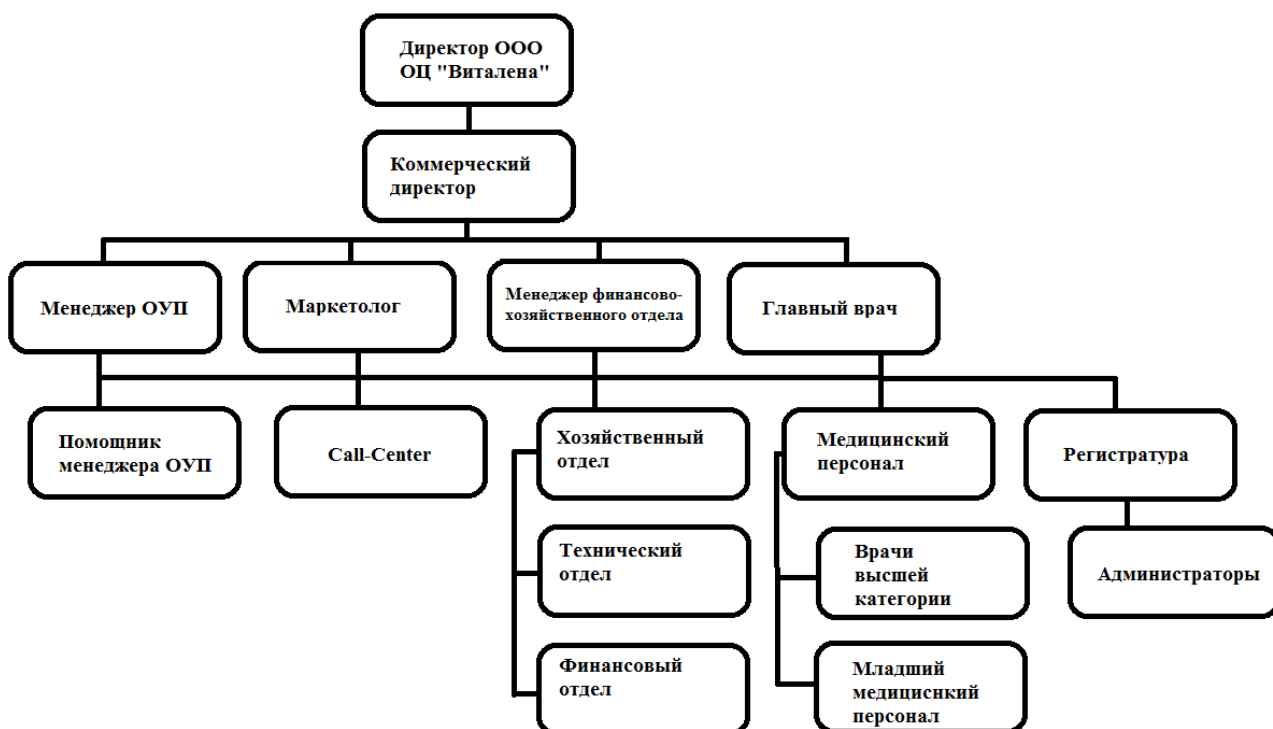 Директор ООО
ОЦ "Виталена"
Коммерческий
директор
Менеджер ОУП
Маркетолог
Менеджер финансово-
хозяйственного отдела
Главный врач
Помощник
менеджера ОУП
Call-Center
Хозяйственный
отдел
Медицинский
персонал
Регистратура
Технический
отдел
Врачи
высшей
категории
Администраторы
Финансовый
отдел
Младший
медициснкий
персонал